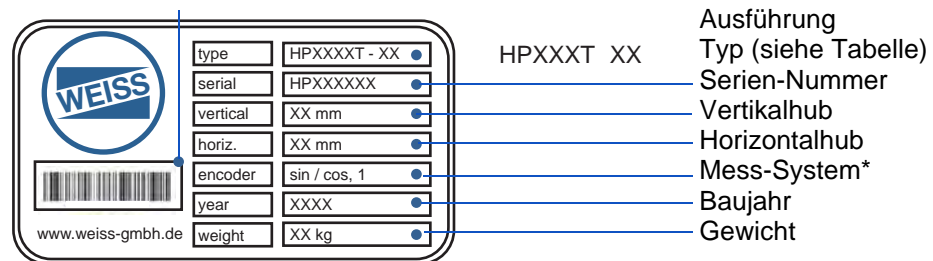 WEISS
www.weiss-gmbh.de
type HPXXXXT - XX
serial HPXXXXXX
vertical XX mm
horiz. XX mm
encoder sin / cos, 1
year XXXX
weight XX kg
HPXXXT XX
Ausführung
Typ (siehe Tabelle)
Serien-Nummer
Vertikalhub
Horizontalhub
Mess-System*
Baujahr
Gewicht